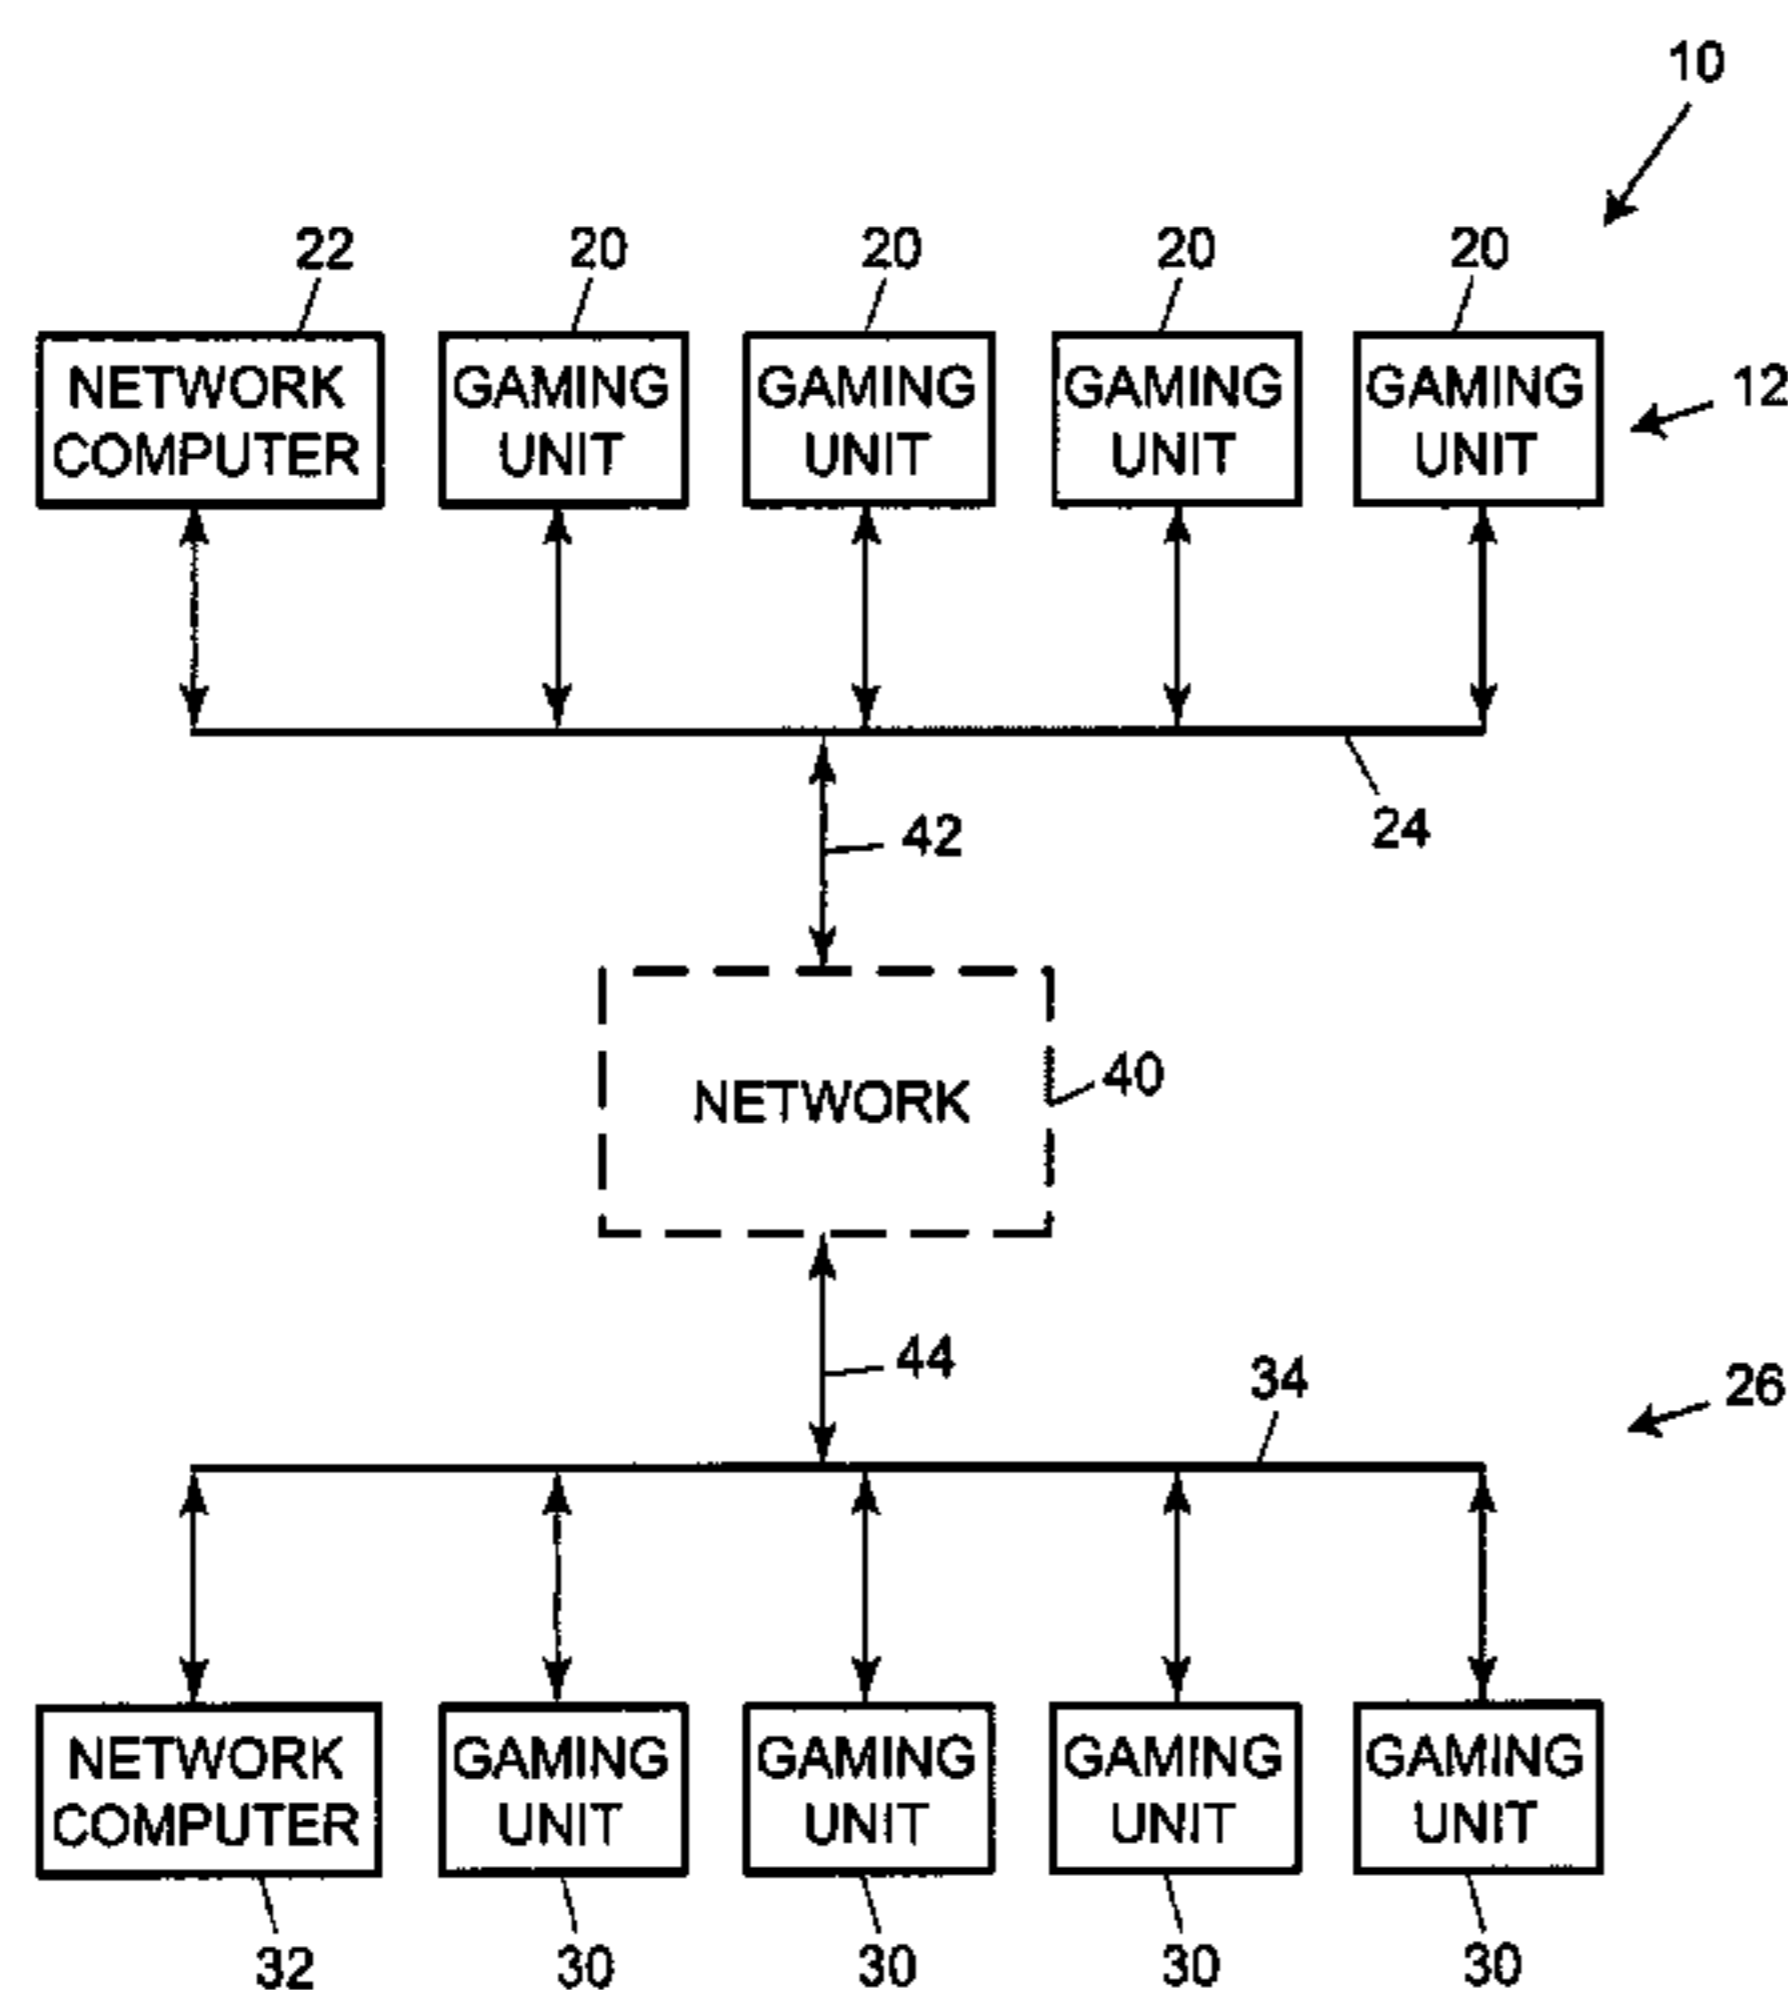 10
22 20 20 20 20
NETWORK COMPUTER
GAMING UNIT
GAMING UNIT
GAMING UNIT
GAMING UNIT
12
24
42
NETWORK
40
44
34
26
NETWORK COMPUTER
GAMING UNIT
GAMING UNIT
GAMING UNIT
GAMING UNIT
32 30 30 30 30